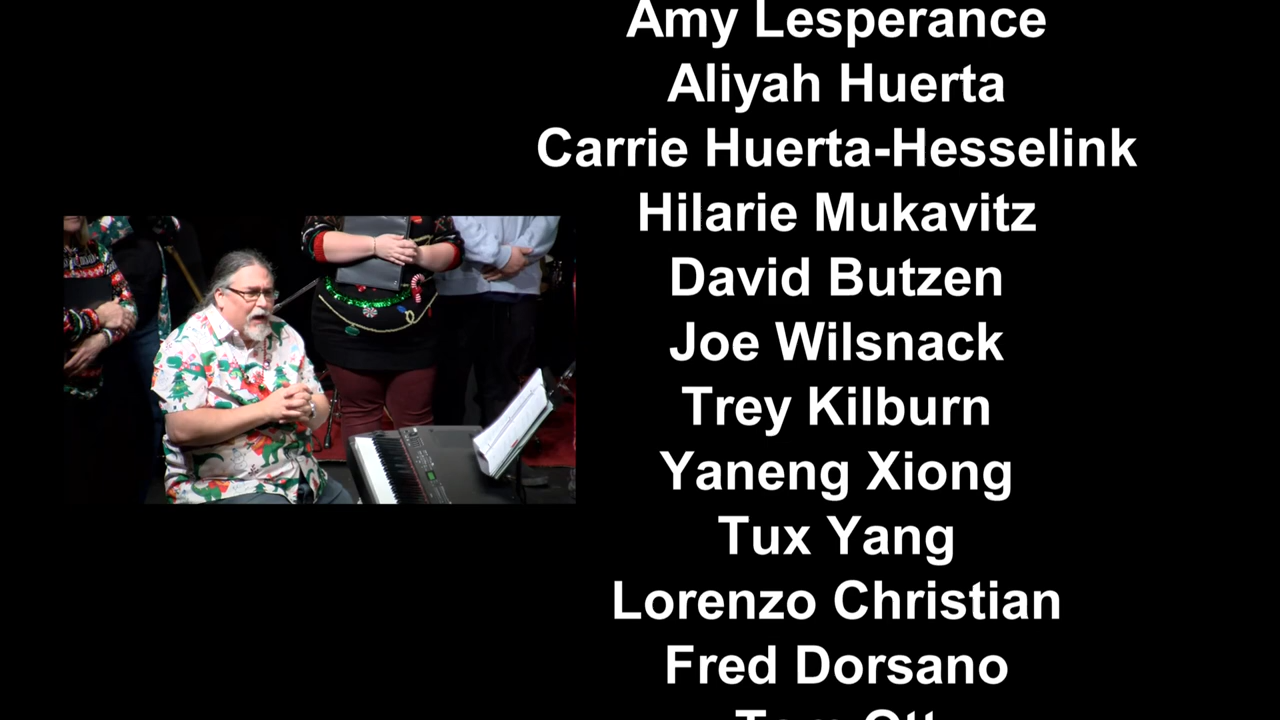 Amy Lesperance
Aliyah Huerta
Carrie Huerta-Hesselink
Hilarie Mukavitz
David Butzen
Joe Wilsnack
Trey Kilburn
Yaneng Xiong
Tux Yang
Lorenzo Christian
Fred Dorsano